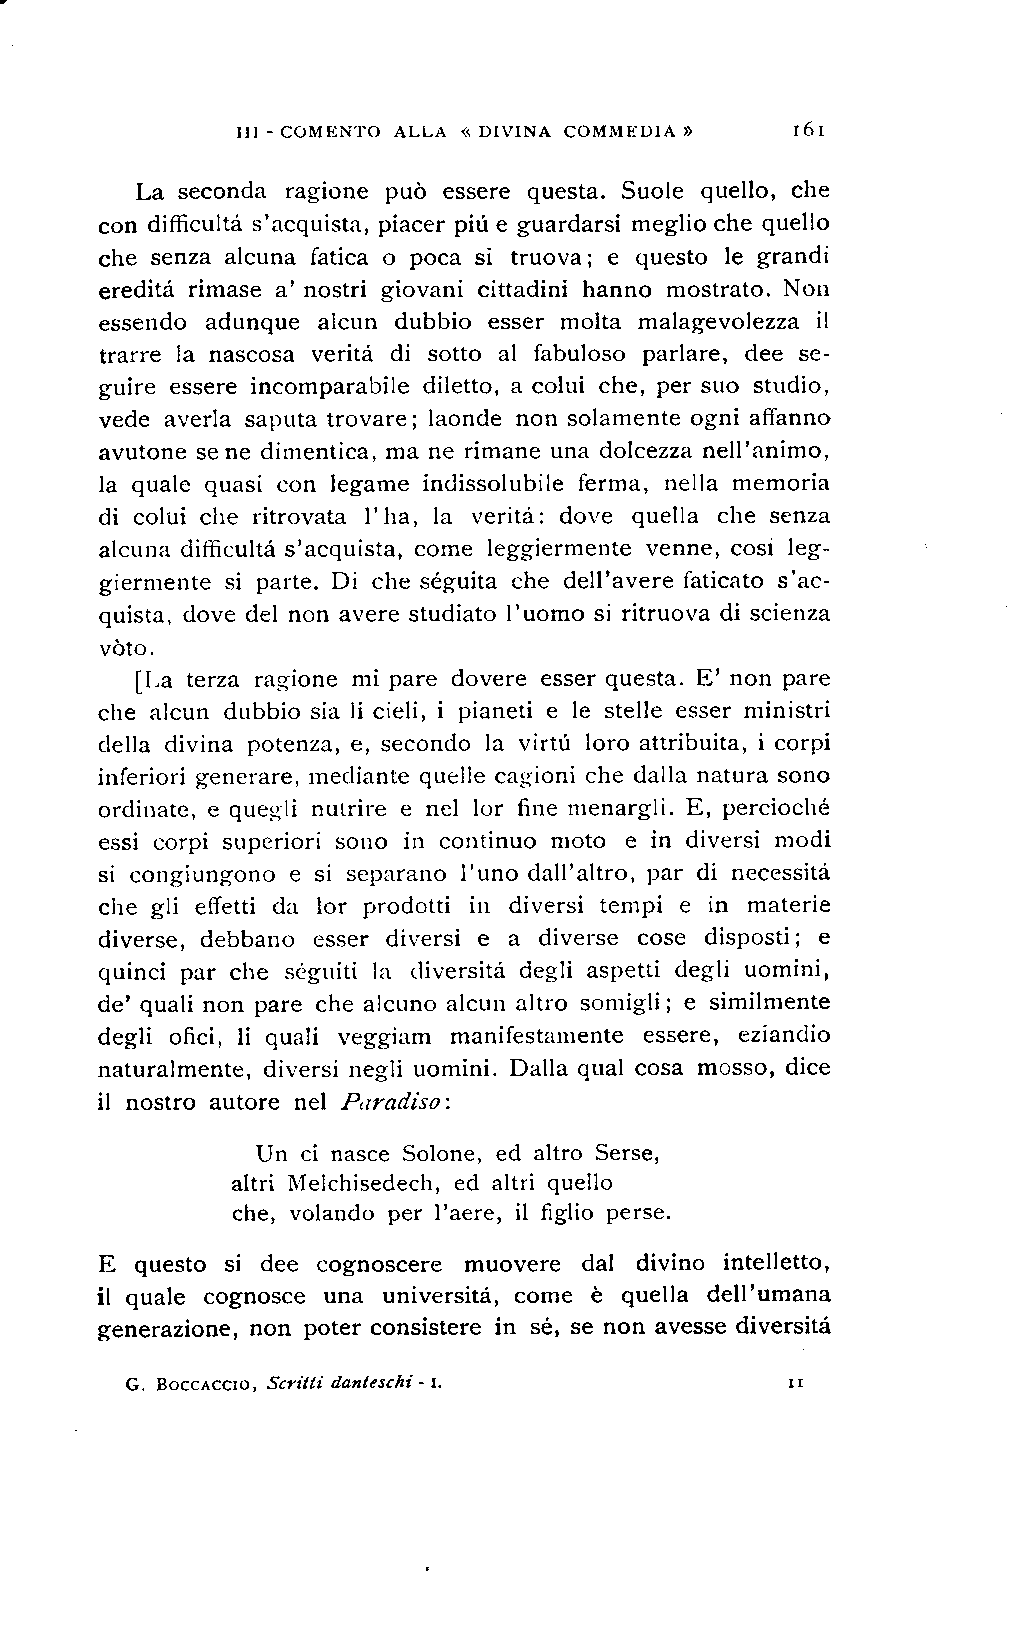 III - COMENTO ALLA « DIVINA COMMEDIA » 161
La seconda ragione può essere questa. Suole quello, che
con difficultá s'acquista, piacer piú e guardarsi meglio che quello
che senza alcuna fatica o poca si truova; e questo le grandi
ereditá rimase a' nostri giovani cittadini hanno mostrato. Non
essendo adunque alcun dubbio esser molta malagevolezza il
trarre la nascosa veritá di sotto al fabuloso parlare, dee se-
guire essere incomparabile diletto, a colui che, per suo studio,
vede averla saputa trovare; laonde non solamente ogni affanno
avutone se ne dimentica, ma ne rimane una dolcezza nell'animo,
la quale quasi con legame indissolubile ferma, nella memoria
di colui che ritrovata l'ha, la veritá: dove quella che senza
alcuna difficultá s'acquista, come leggiermente venne, cosí leg-
giermente si parte. Di che séguita che dell'avere faticato s'ac-
quista, dove del non avere studiato l'uomo si ritruova di scienza
vòto.
[La terza ragione mi pare dovere esser questa. E' non pare
che alcun dubbio sia li cieli, i pianeti e le stelle esser ministri
della divina potenza, e, secondo la virtú loro attribuita, i corpi
inferiori generare, mediante quelle cagioni che dalla natura sono
ordinate, e quegli nutrire e nel lor fine menargli. E, percioché
essi corpi superiori sono in continuo moto e in diversi modi
si congiungono e si separano l'uno dall'altro, par di necessitá
che gli effetti da lor prodotti in diversi tempi e in materie
diverse, debbano esser diversi e a diverse cose disposti; e
quinci par che séguiti la diversitá degli aspetti degli uomini,
de' quali non pare che alcuno alcun altro somigli; e similmente
degli ofici, li quali veggiam manifestamente essere, eziandio
naturalmente, diversi negli uomini. Dalla qual cosa mosso, dice
il nostro autore nel Paradiso:
Un ci nasce Solone, ed altro Serse,
altri Melchisedech, ed altri quello
che, volando per l'aere, il figlio perse.
E questo si dee cognoscere muovere dal divino intelletto,
il quale cognosce una universitá, come è quella dell'umana
generazione, non poter consistere in sé, se non avesse diversitá
G. BOCCACCIO, Scritti danteschi - I. 11